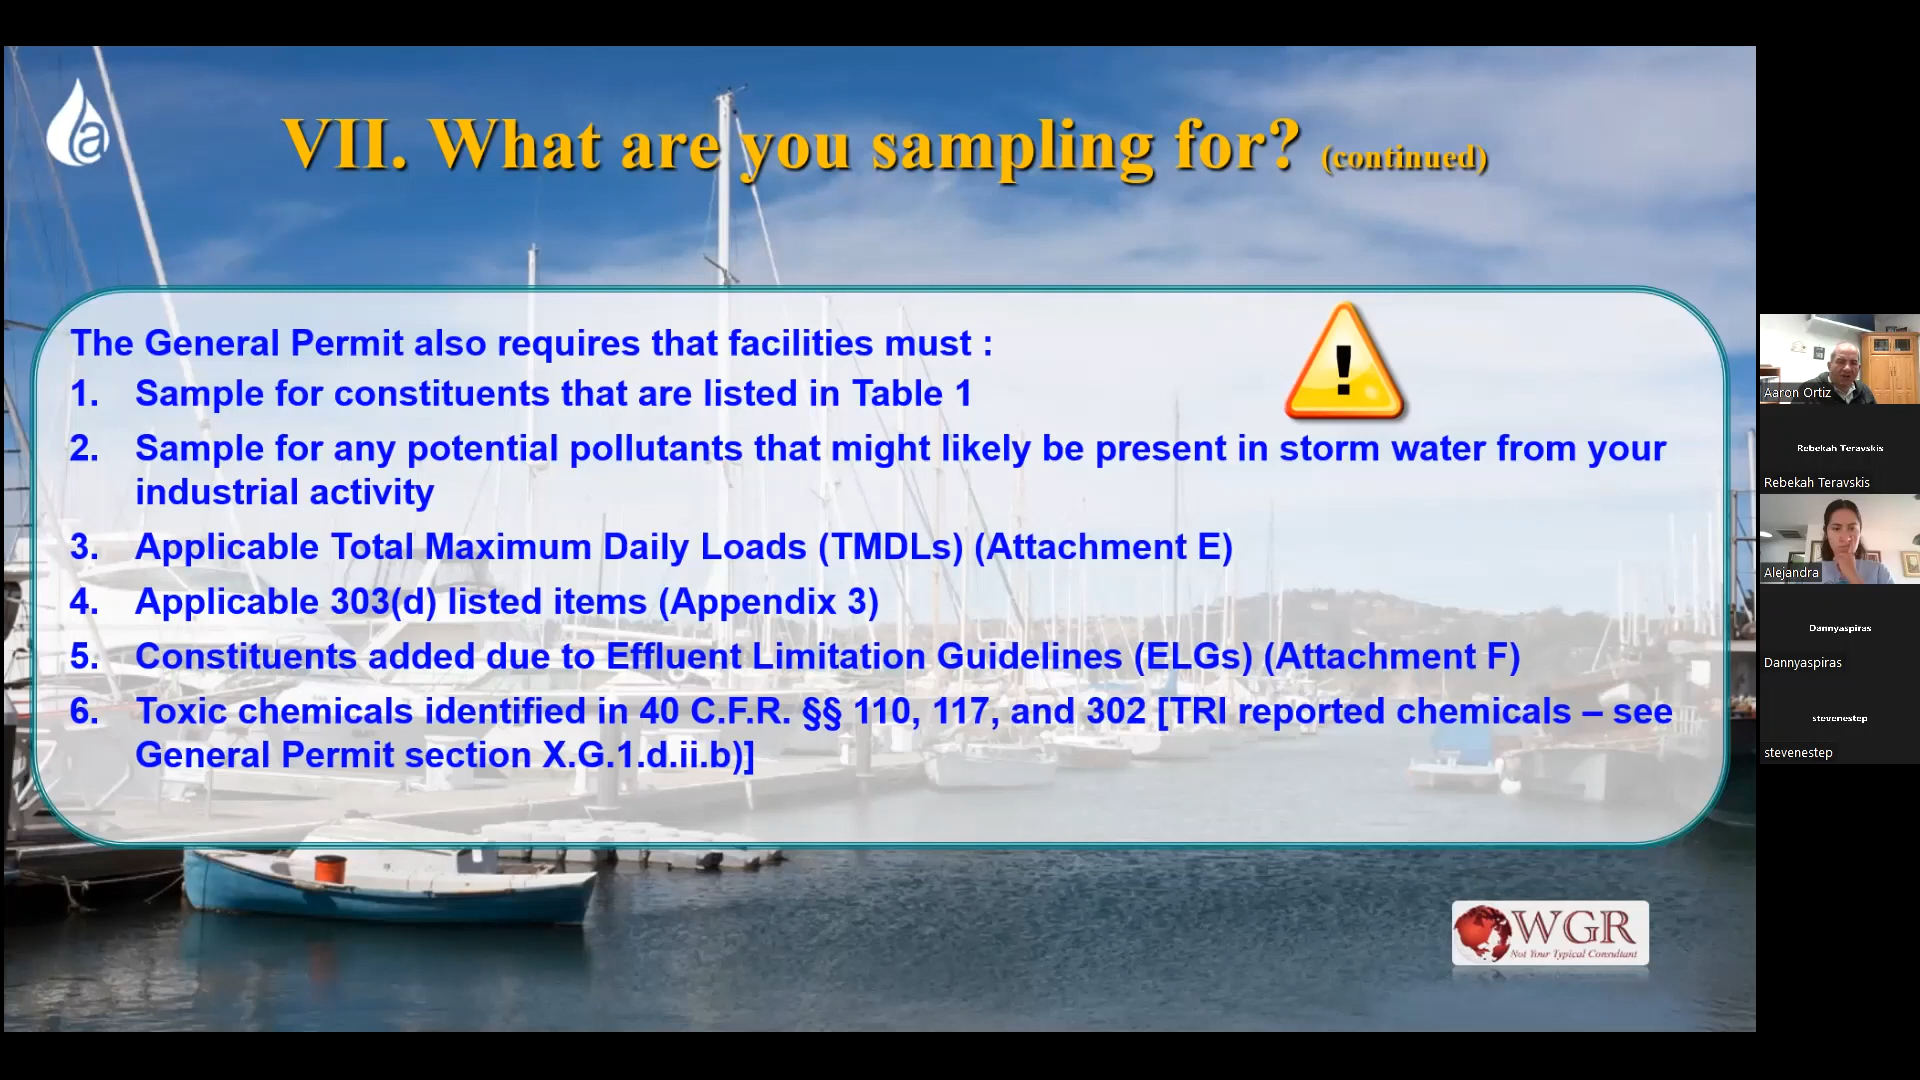 a
VII. What are you sampling for? (continued)
The General Permit also requires that facilities must :
!
1. Sample for constituents that are listed in Table 1
2. Sample for any potential pollutants that might likely be present in storm water from your
industrial activity
3. Applicable Total Maximum Daily Loads (TMDLs) (Attachment E)
4. Applicable 303(d) listed items (Appendix 3)
5. Constituents added due to Effluent Limitation Guidelines (ELGs) (Attachment F)
6. Toxic chemicals identified in 40 C.F.R. §§ 110, 117, and 302 [TRI reported chemicals – see
General Permit section X.G.1.d.ii.b)]
WGR
Not Your Typical Consultant
Aaron Ortiz
Rebekah Teravskis
Rebekah Teravskis
Alejandra
Dannyaspiras
Dannyaspiras
stevenestep
stevenestep